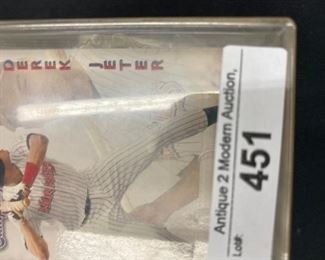 DEREK JETER
Antique 2 Modern Auction,
Lot#:
451